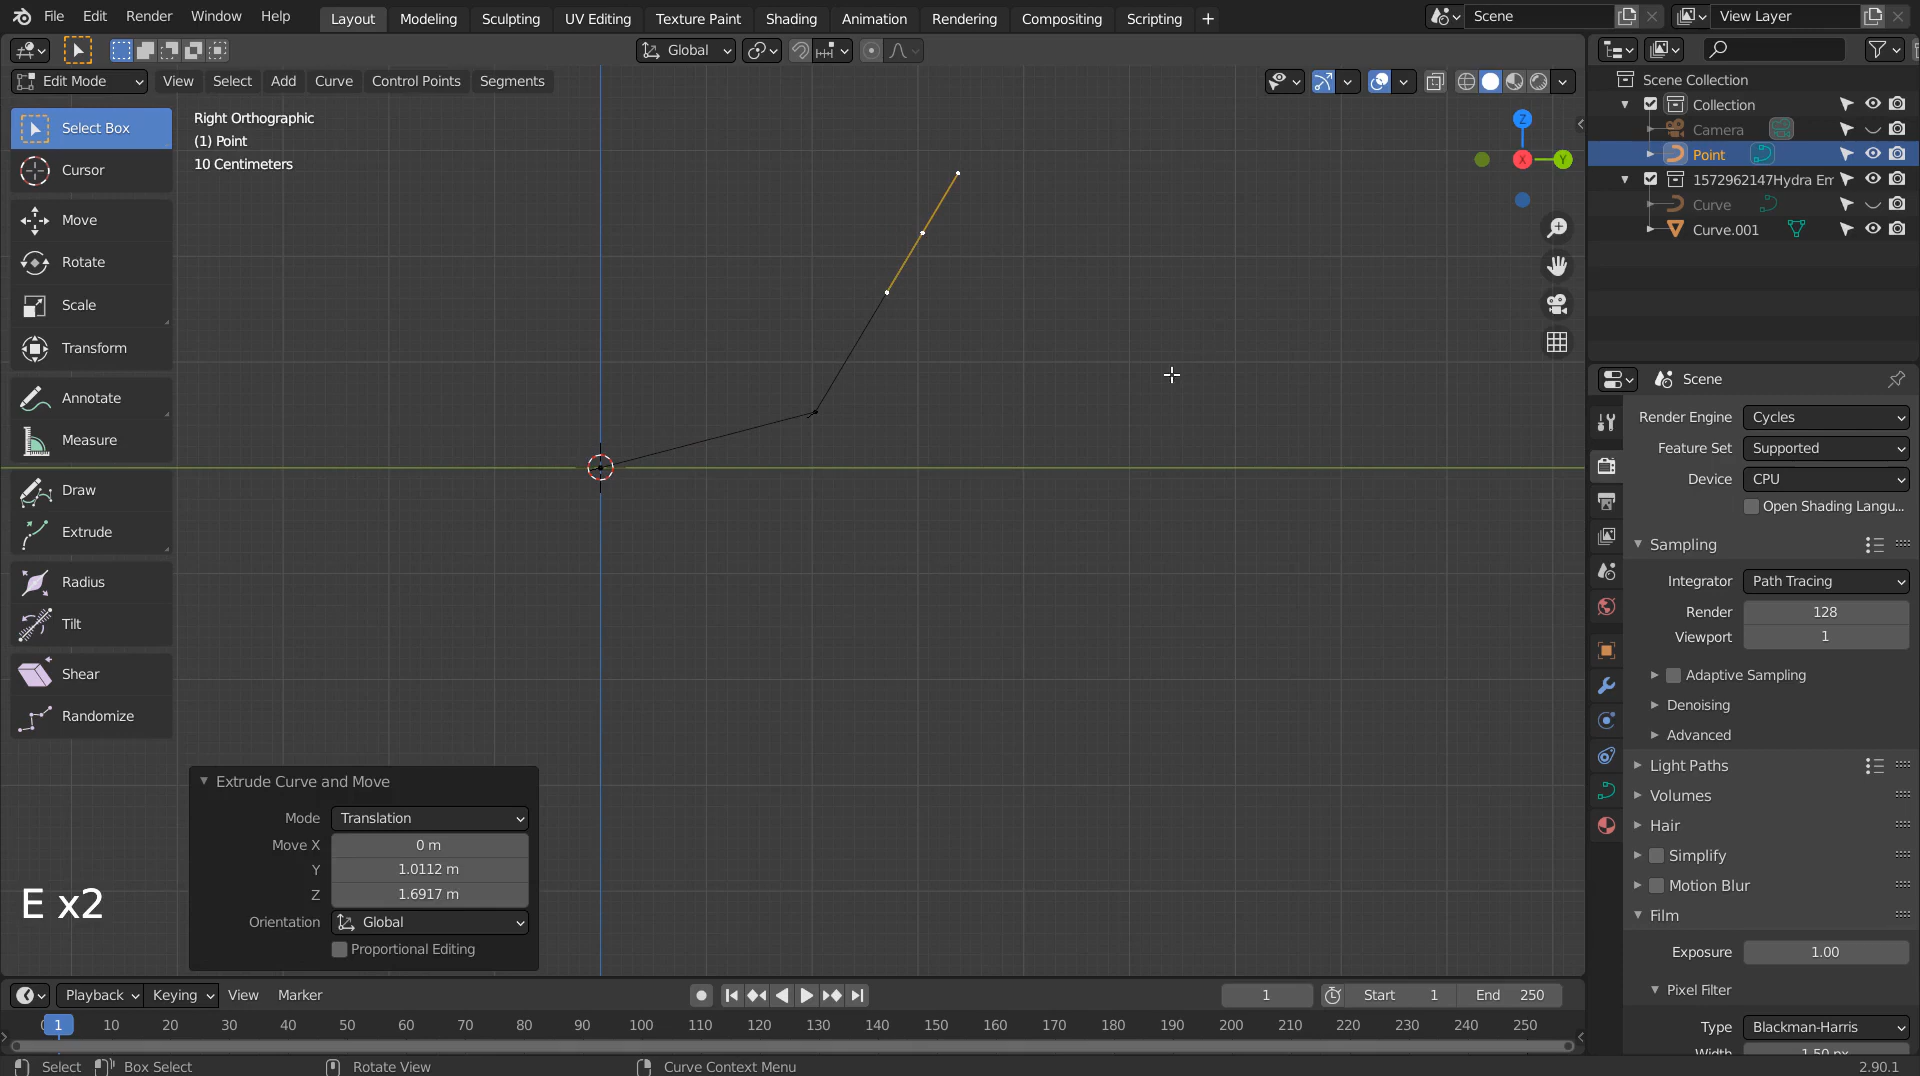 File Edit Render Window Help Layout Modeling Sculpting UV Editing Texture Paint Shading Animation Rendering Compositing Scripting + Scene View Layer
Global
Edit Mode View Select Add Curve Control Points Segments
Select Box
Cursor
Move
Rotate
Scale
Transform
Annotate
Measure
Draw
Extrude
Radius
Tilt
Shear
Randomize
Right Orthographic
(1) Point
10 Centimeters
Z
X
Y
Extrude Curve and Move
Mode Translation
Move X 0 m
Y 1.0112 m
Z 1.6917 m
Orientation Global
Proportional Editing
E x2
Scene Collection
Collection
Camera
Point
1572962147Hydra Em
Curve
Curve.001
Scene
Render Engine Cycles
Feature Set Supported
Device CPU
Open Shading Langu...
Sampling
Integrator Path Tracing
Render 128
Viewport 1
Adaptive Sampling
Denoising
Advanced
Light Paths
Volumes
Hair
Simplify
Motion Blur
Film
Exposure 1.00
Pixel Filter
Type Blackman-Harris
Width 1.50 px
Playback Keying View Marker 1 Start 1 End 250
1 10 20 30 40 50 60 70 80 90 100 110 120 130 140 150 160 170 180 190 200 210 220 230 240 250
Select Box Select Rotate View Curve Context Menu 2.90.1